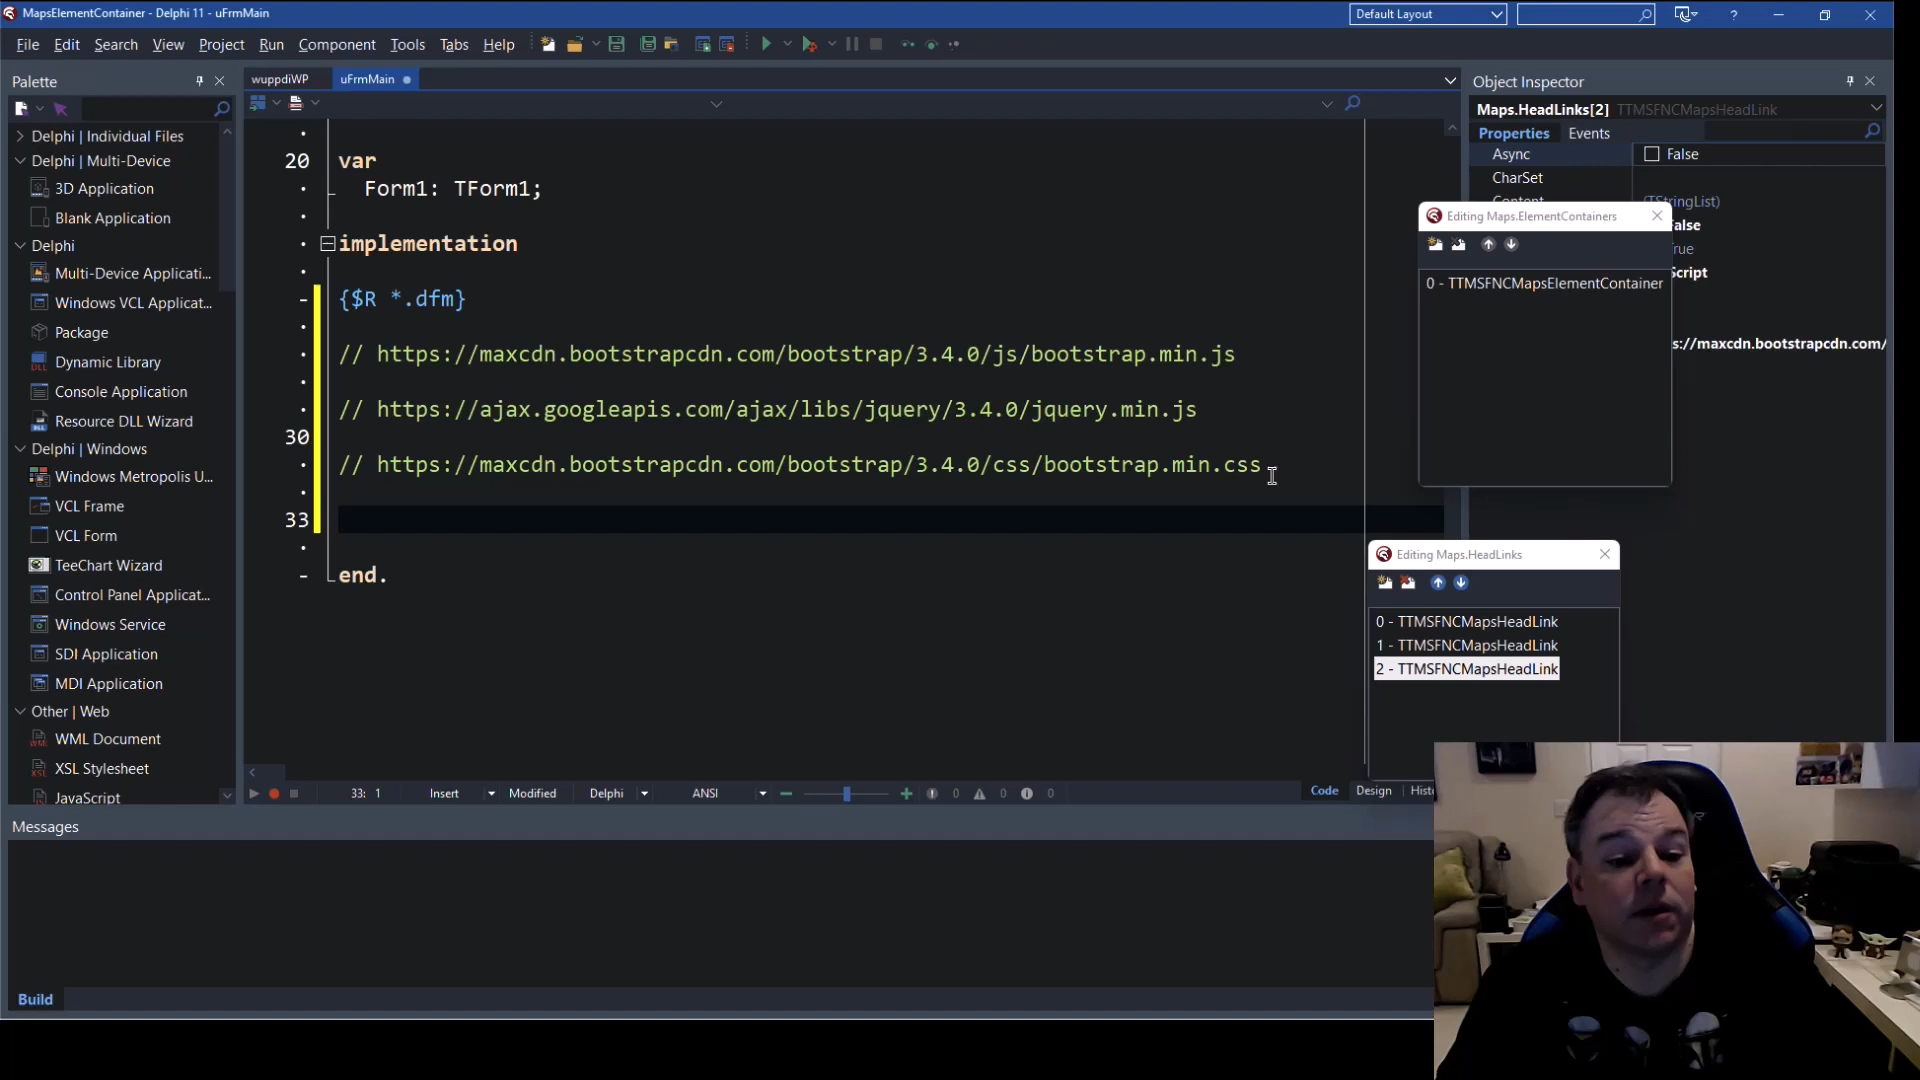 MapsElementContainer - Delphi 11 - uFrmMain
Default Layout
?
File Edit Search View Project Run Component Tools Tabs Help
Palette
wuppdiWP uFrmMain
Object Inspector
Maps.HeadLinks[2] TTMSFNCMapsHeadLink
Properties Events
Async False
CharSet
(TStringList)
alse
rue
Script
s://maxcdn.bootstrapcdn.com/
Delphi | Individual Files
Delphi | Multi-Device
3D Application
Blank Application
Delphi
Multi-Device Applicati...
Windows VCL Applicat...
Package
Dynamic Library
Console Application
Resource DLL Wizard
Delphi | Windows
Windows Metropolis U...
VCL Frame
VCL Form
TeeChart Wizard
Control Panel Applicat...
Windows Service
SDI Application
MDI Application
Other | Web
WML Document
XSL Stylesheet
JavaScript
20 var
Form1: TForm1;
implementation
{$R *.dfm}
// https://maxcdn.bootstrapcdn.com/bootstrap/3.4.0/js/bootstrap.min.js
// https://ajax.googleapis.com/ajax/libs/jquery/3.4.0/jquery.min.js
30
// https://maxcdn.bootstrapcdn.com/bootstrap/3.4.0/css/bootstrap.min.css
33
end.
Editing Maps.ElementContainers
0 - TTMSFNCMapsElementContainer
Editing Maps.HeadLinks
0 - TTMSFNCMapsHeadLink
1 - TTMSFNCMapsHeadLink
2 - TTMSFNCMapsHeadLink
33: 1 Insert Modified Delphi ANSI 0 0 0 Code Design Histo
Messages
Build